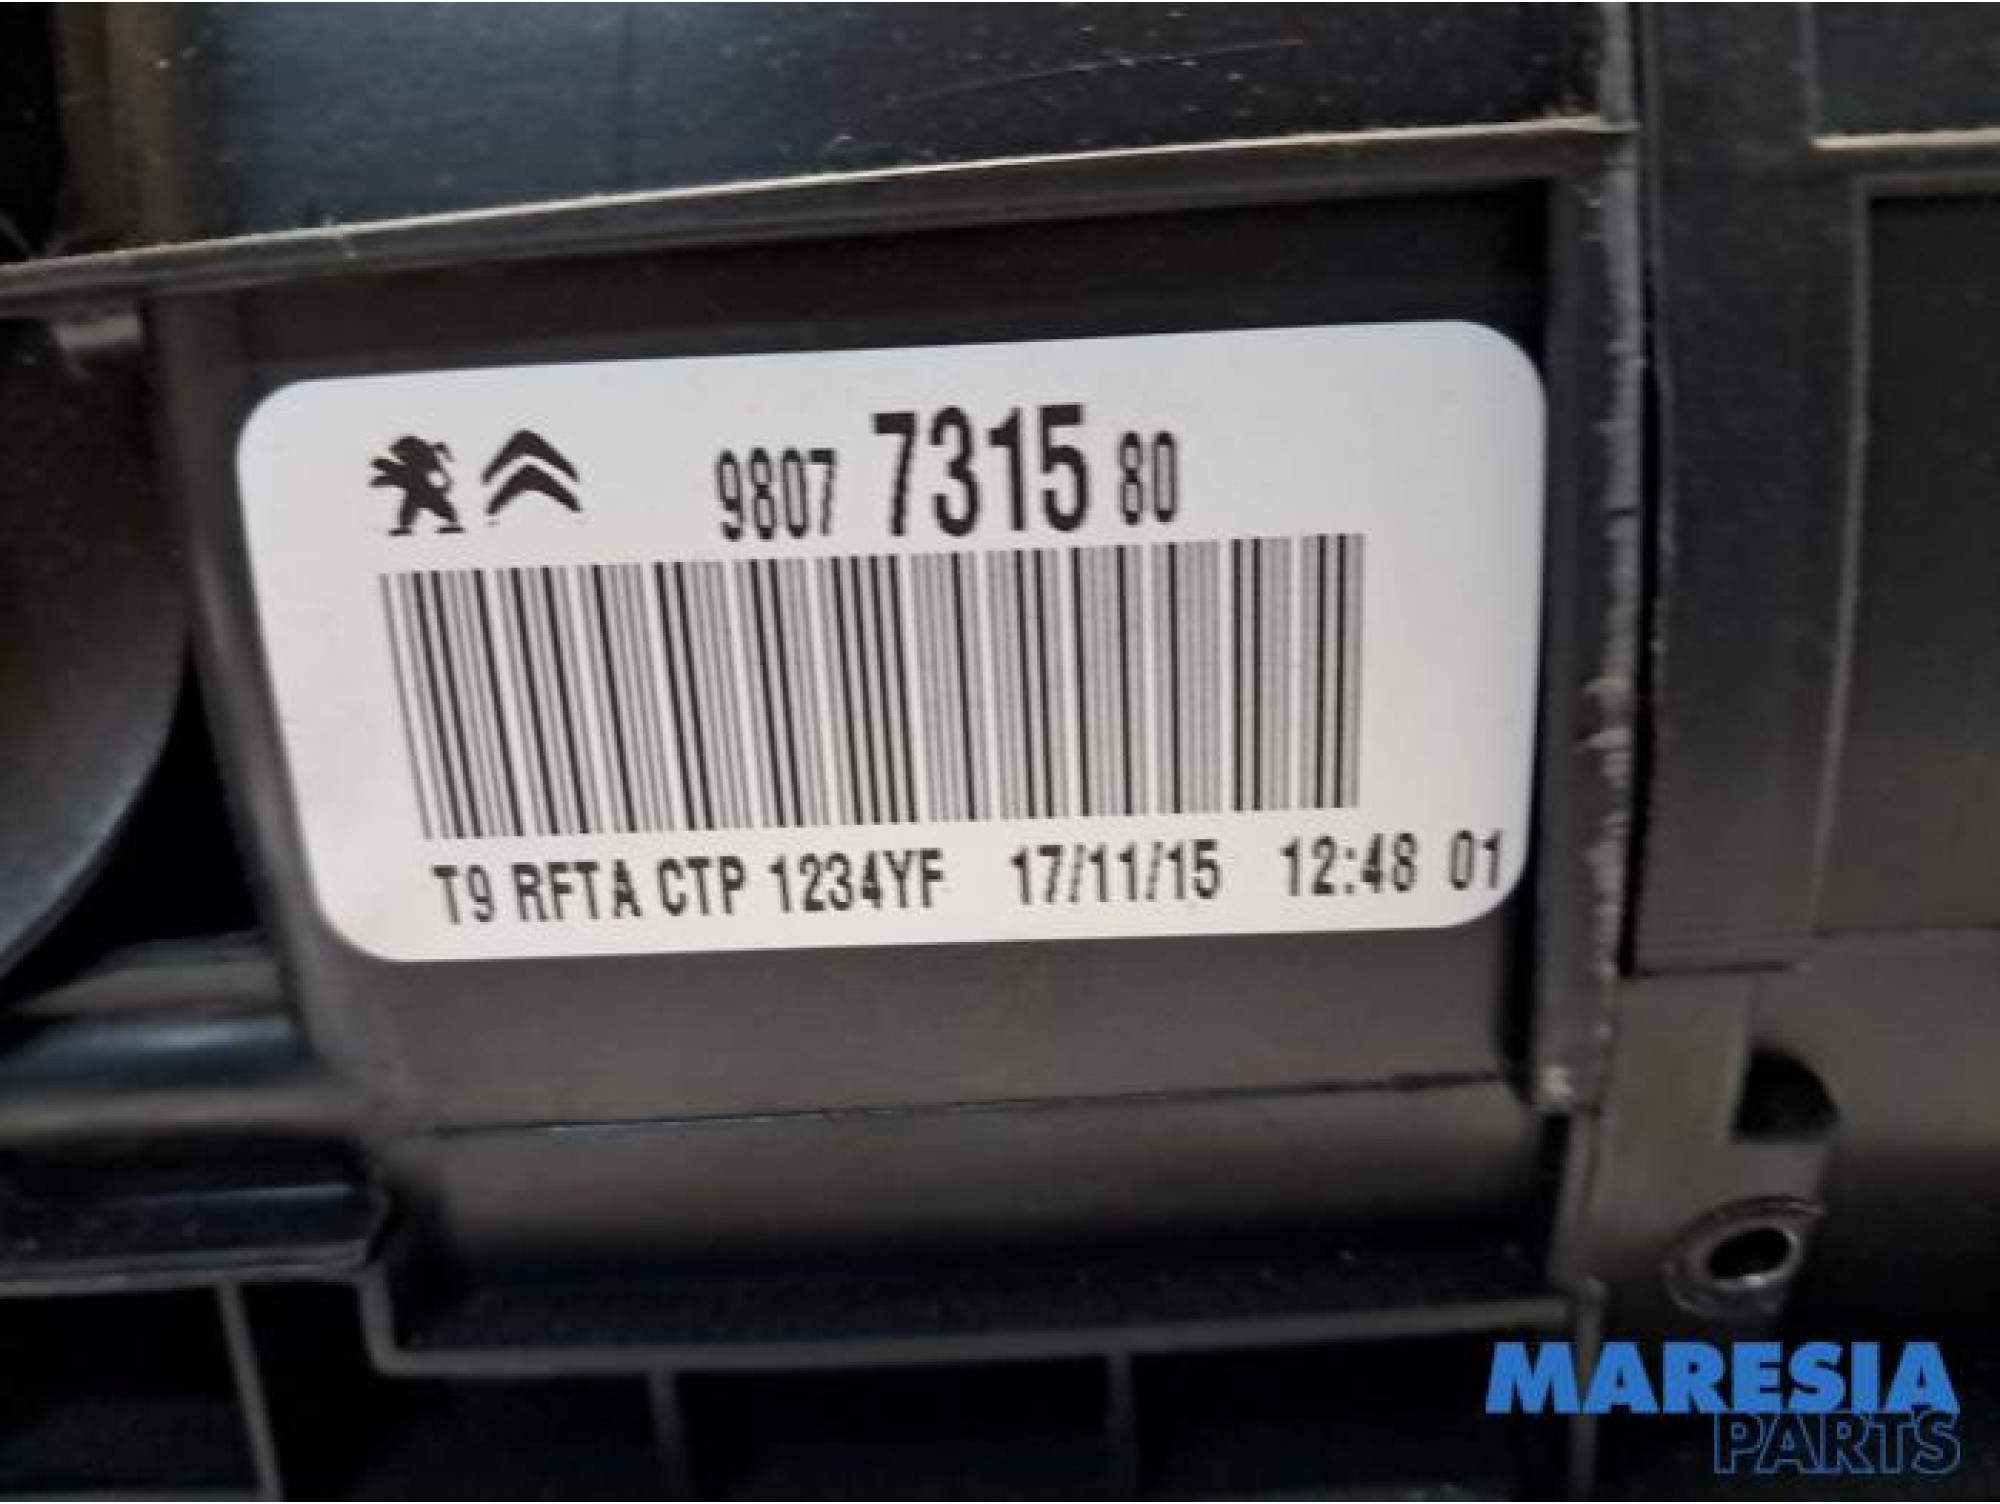 9807 7315 80
T9 RFTA CTP 1234YF 17/11/15 12:48 01
MARESIA
PARTS